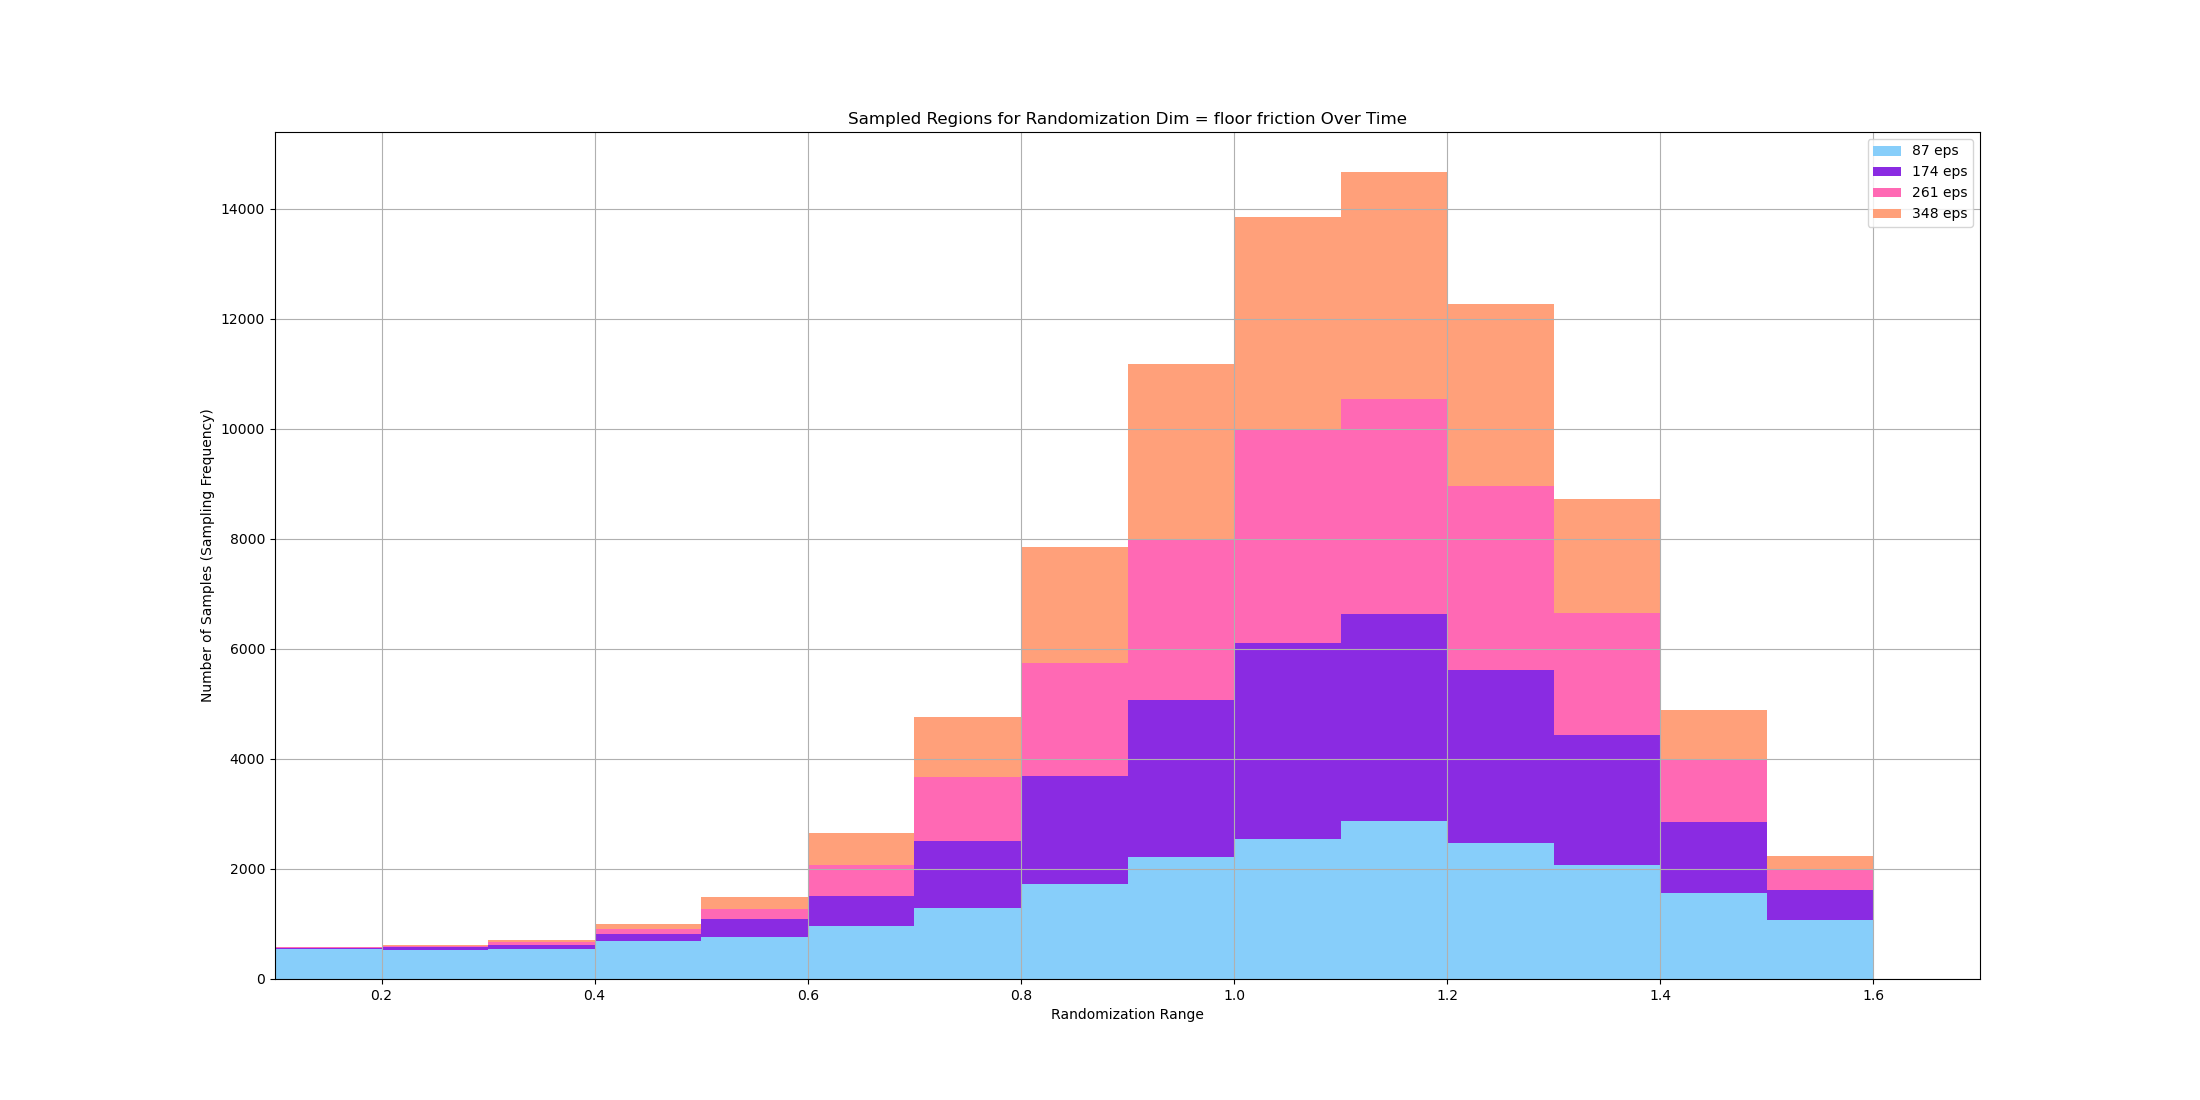 Sampled Regions for Randomization Dim = floor friction Over Time
87 eps
174 eps
261 eps
348 eps
Number of Samples (Sampling Frequency)
14000
12000
10000
8000
6000
4000
2000
0
0.2 0.4 0.6 0.8 1.0 1.2 1.4 1.6
Randomization Range